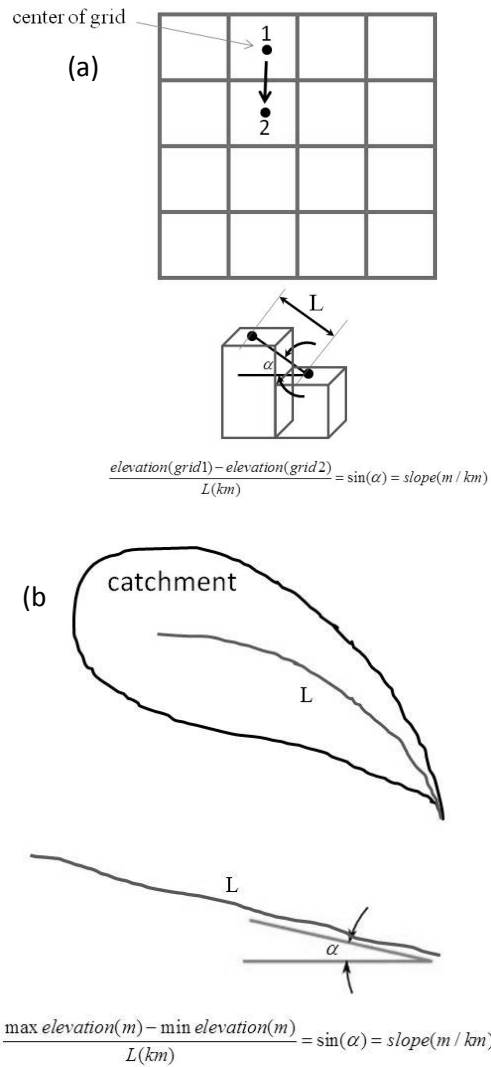 center of grid
(a)
1
2
L
α
elevation(grid1) − elevation(grid2) / L(km) = sin(α) = slope(m / km)
(b
catchment
L
L
α
max elevation(m) − min elevation(m) / L(km) = sin(α) = slope(m / km)